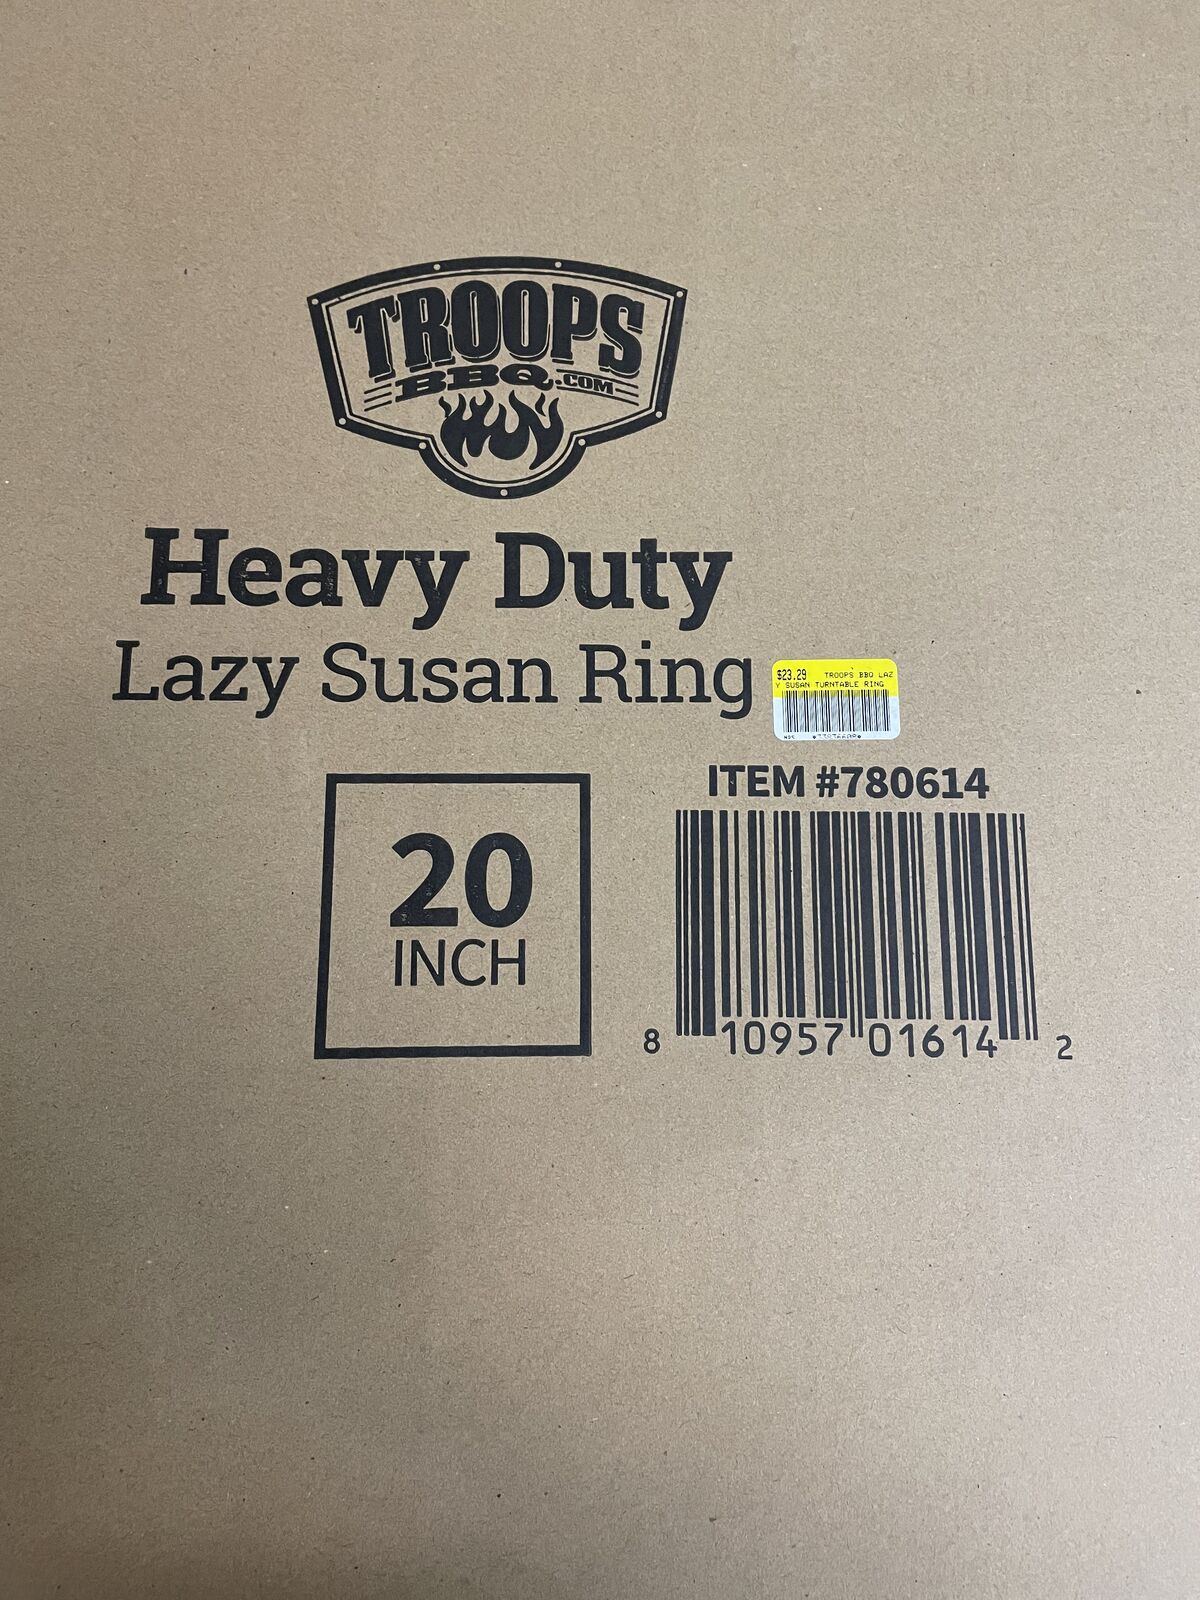 TROOPS
BBQ.COM
Heavy Duty
Lazy Susan Ring
$23.29 TROOPS BBQ LAZ
Y SUSAN TURNTABLE RING
ITEM #780614
20
INCH
8 10957 01614 2